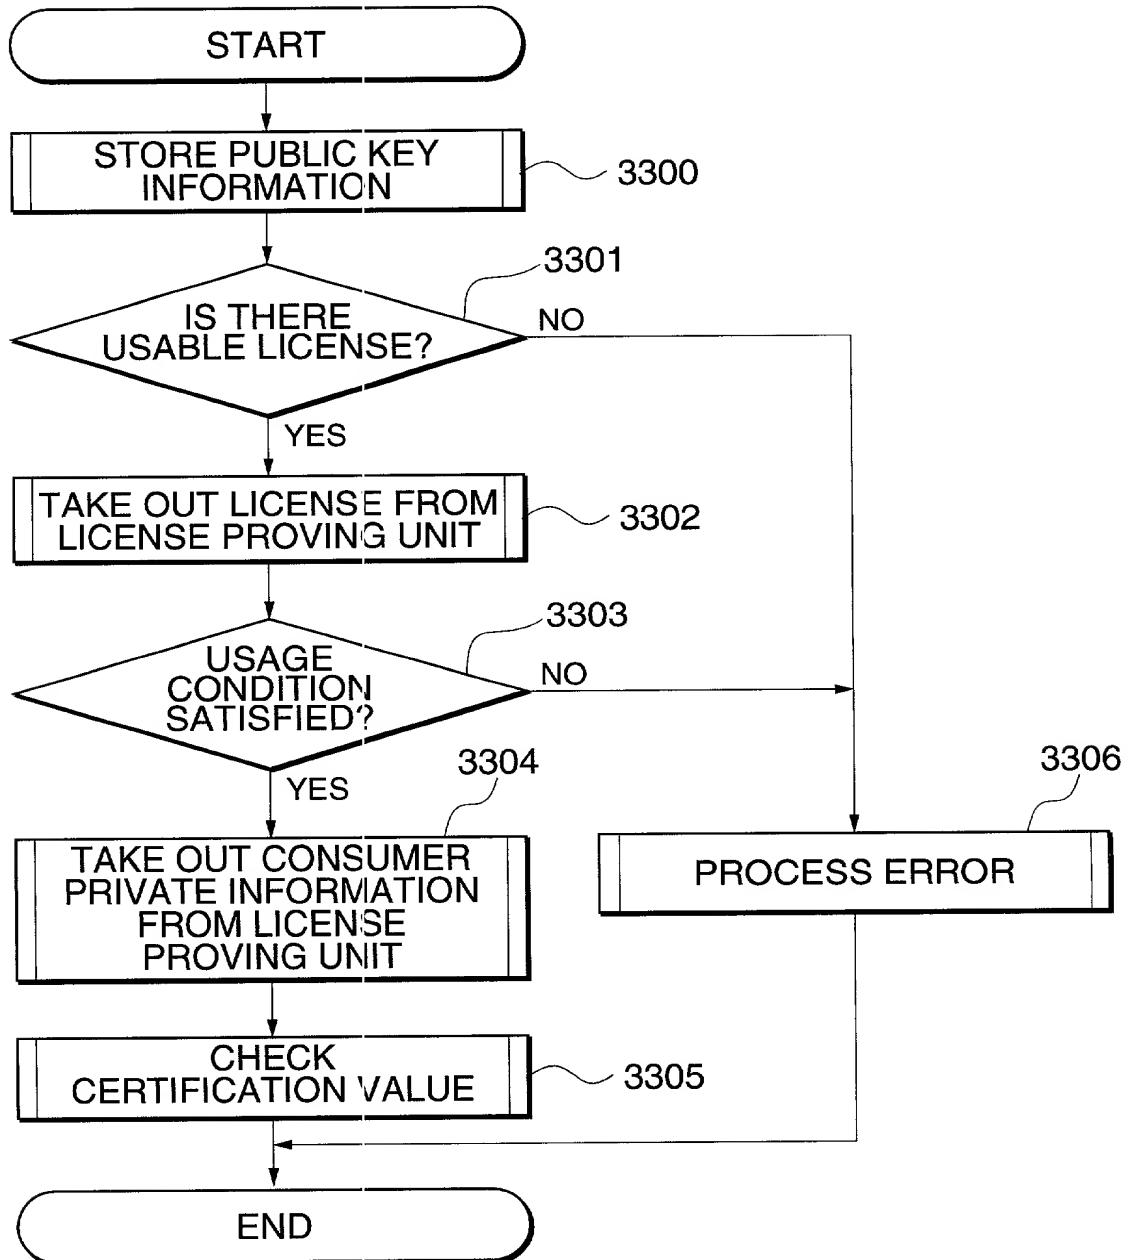 START
STORE PUBLIC KEY
INFORMATION
3300
3301
IS THERE
USABLE LICENSE?
NO
YES
TAKE OUT LICENSE FROM
LICENSE PROVING UNIT
3302
3303
USAGE
CONDITION
SATISFIED?
NO
YES
3304
3306
TAKE OUT CONSUMER
PRIVATE INFORMATION
FROM LICENSE
PROVING UNIT
PROCESS ERROR
CHECK
CERTIFICATION VALUE
3305
END